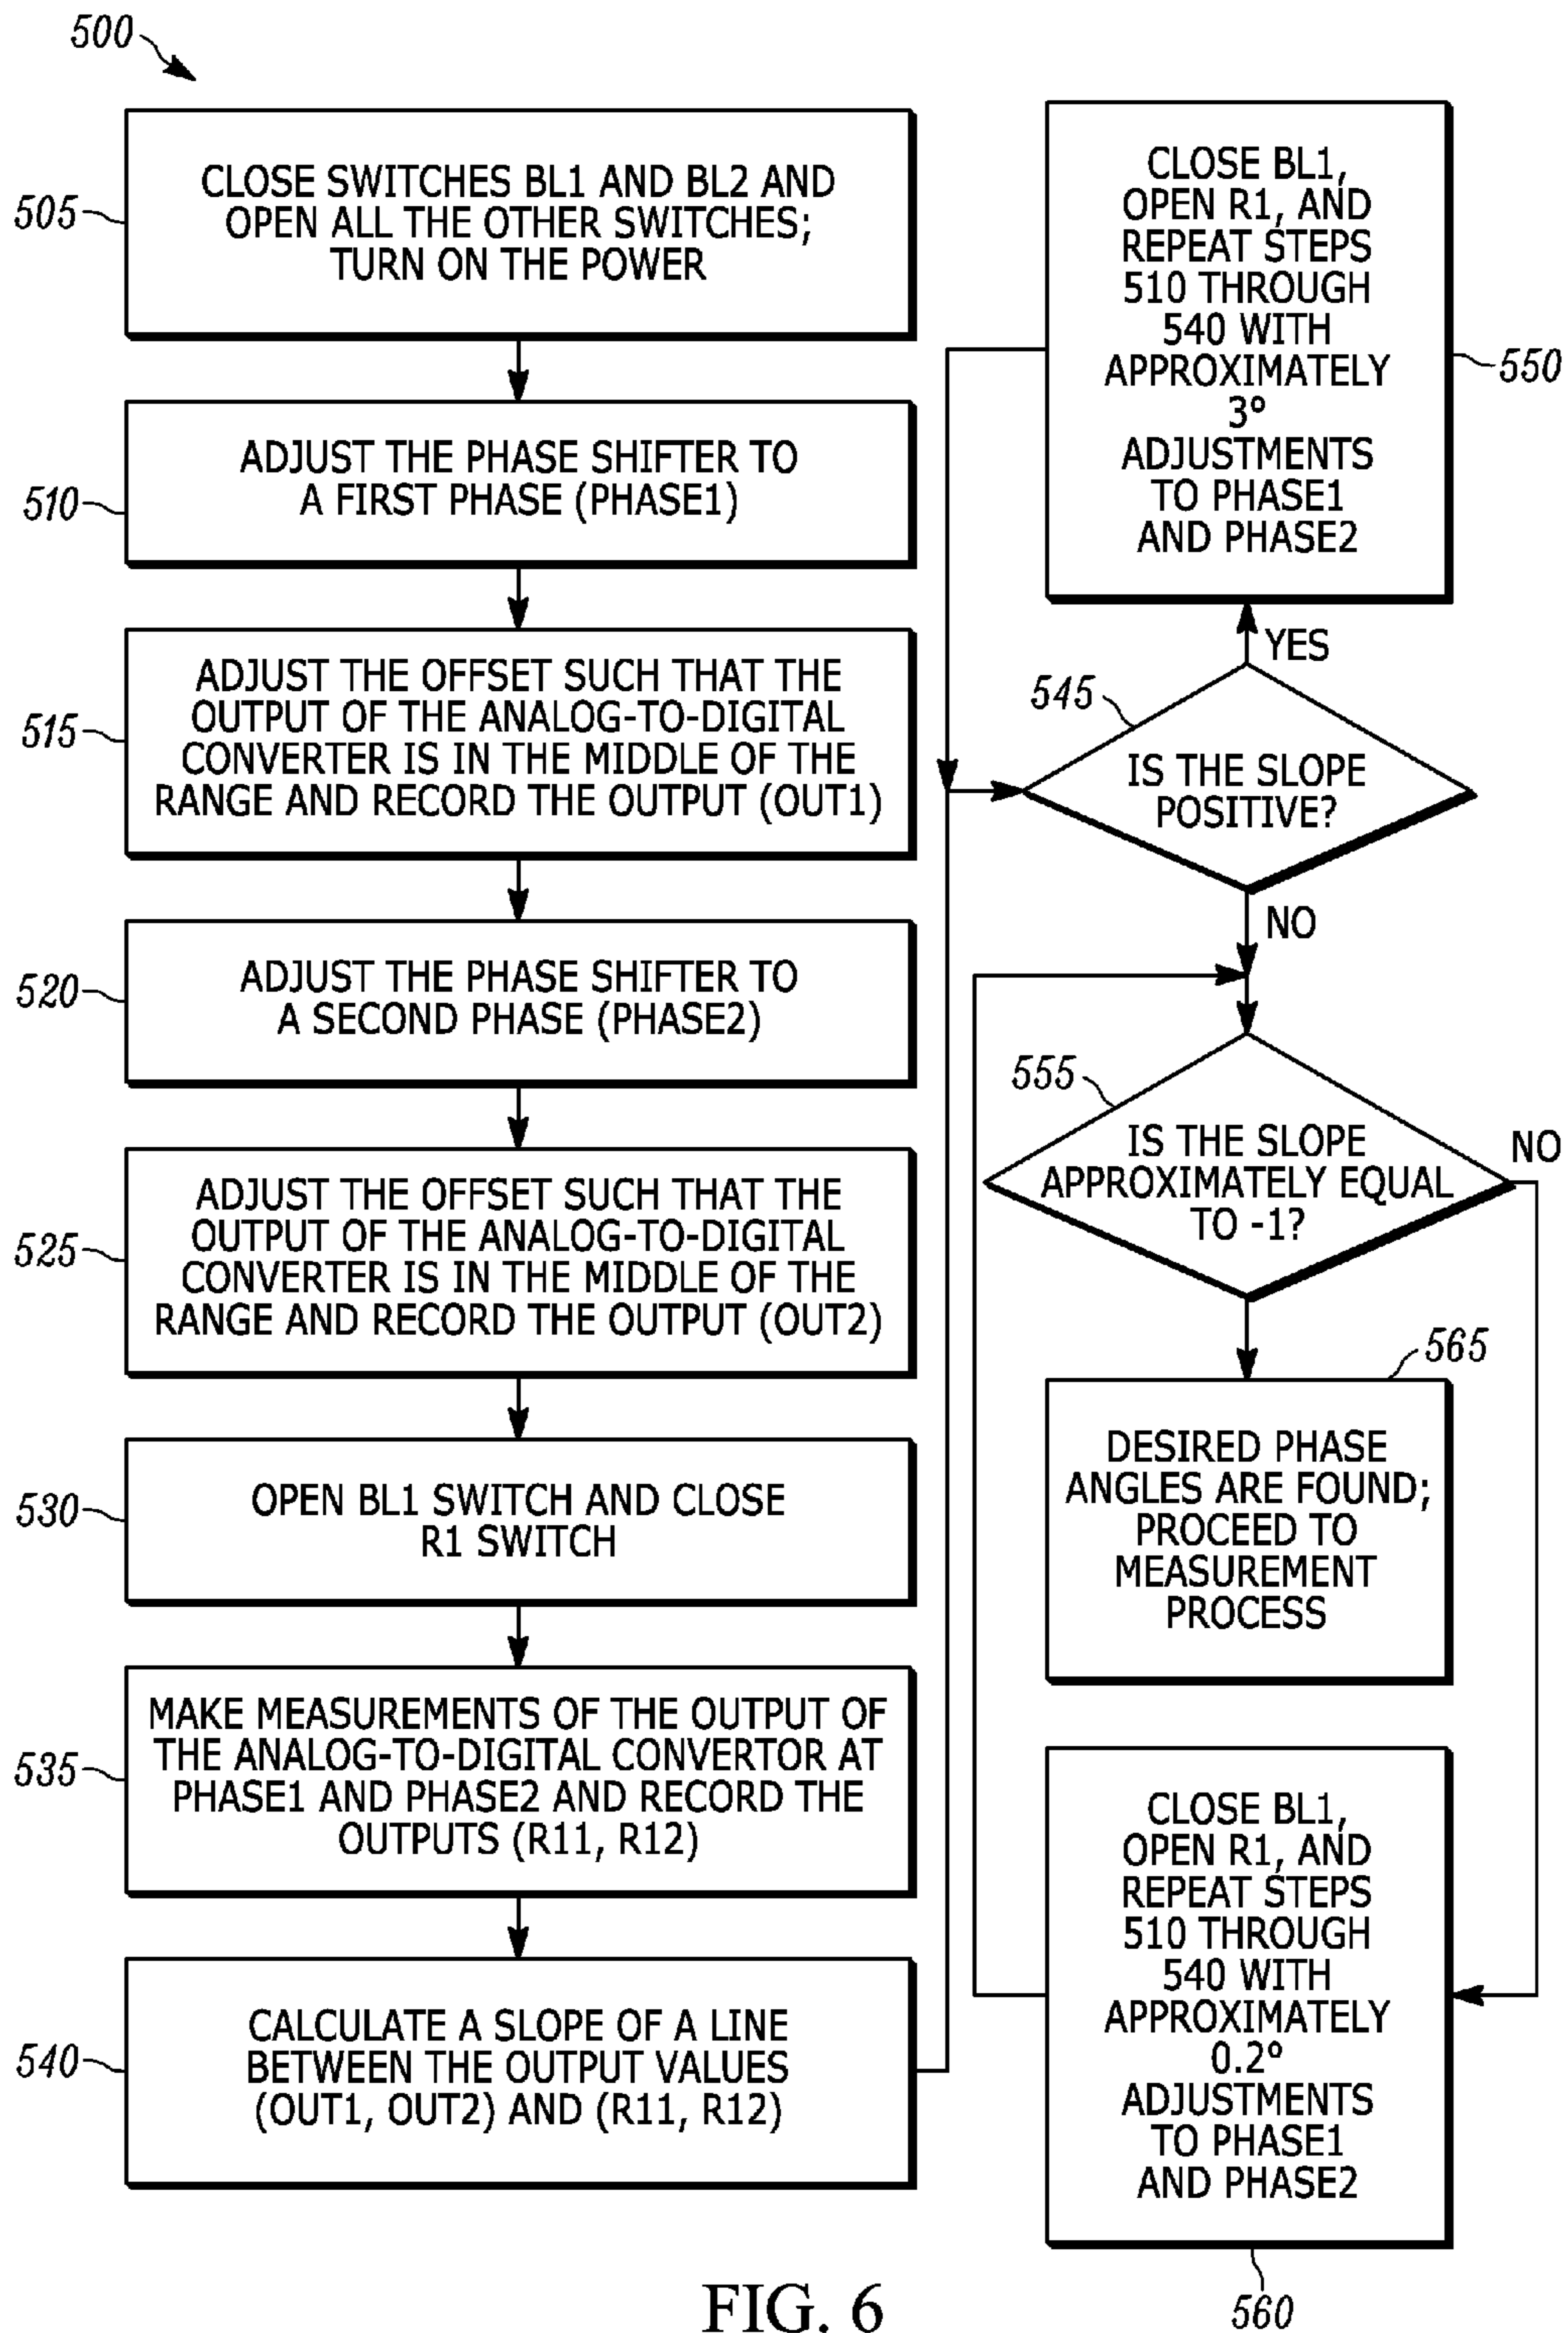 500
505
CLOSE SWITCHES BL1 AND BL2 AND
OPEN ALL THE OTHER SWITCHES;
TURN ON THE POWER
510
ADJUST THE PHASE SHIFTER TO
A FIRST PHASE (PHASE1)
515
ADJUST THE OFFSET SUCH THAT THE
OUTPUT OF THE ANALOG-TO-DIGITAL
CONVERTER IS IN THE MIDDLE OF THE
RANGE AND RECORD THE OUTPUT (OUT1)
520
ADJUST THE PHASE SHIFTER TO
A SECOND PHASE (PHASE2)
525
ADJUST THE OFFSET SUCH THAT THE
OUTPUT OF THE ANALOG-TO-DIGITAL
CONVERTER IS IN THE MIDDLE OF THE
RANGE AND RECORD THE OUTPUT (OUT2)
530
OPEN BL1 SWITCH AND CLOSE
R1 SWITCH
535
MAKE MEASUREMENTS OF THE OUTPUT OF
THE ANALOG-TO-DIGITAL CONVERTOR AT
PHASE1 AND PHASE2 AND RECORD THE
OUTPUTS (R11, R12)
540
CALCULATE A SLOPE OF A LINE
BETWEEN THE OUTPUT VALUES
(OUT1, OUT2) AND (R11, R12)
CLOSE BL1,
OPEN R1, AND
REPEAT STEPS
510 THROUGH
540 WITH
APPROXIMATELY
3°
ADJUSTMENTS
TO PHASE1
AND PHASE2
550
YES
545
IS THE SLOPE
POSITIVE?
NO
555
IS THE SLOPE
APPROXIMATELY EQUAL
TO -1?
NO
565
DESIRED PHASE
ANGLES ARE FOUND;
PROCEED TO
MEASUREMENT
PROCESS
CLOSE BL1,
OPEN R1, AND
REPEAT STEPS
510 THROUGH
540 WITH
APPROXIMATELY
0.2°
ADJUSTMENTS
TO PHASE1
AND PHASE2
560
FIG. 6